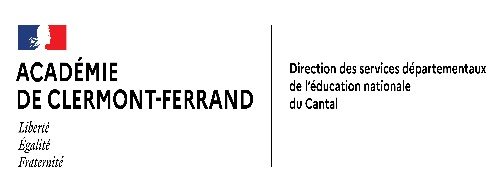 ACADÉMIE
DE CLERMONT-FERRAND
Liberté
Égalité
Fraternité
Direction des services départementaux
de l'éducation nationale
du Cantal